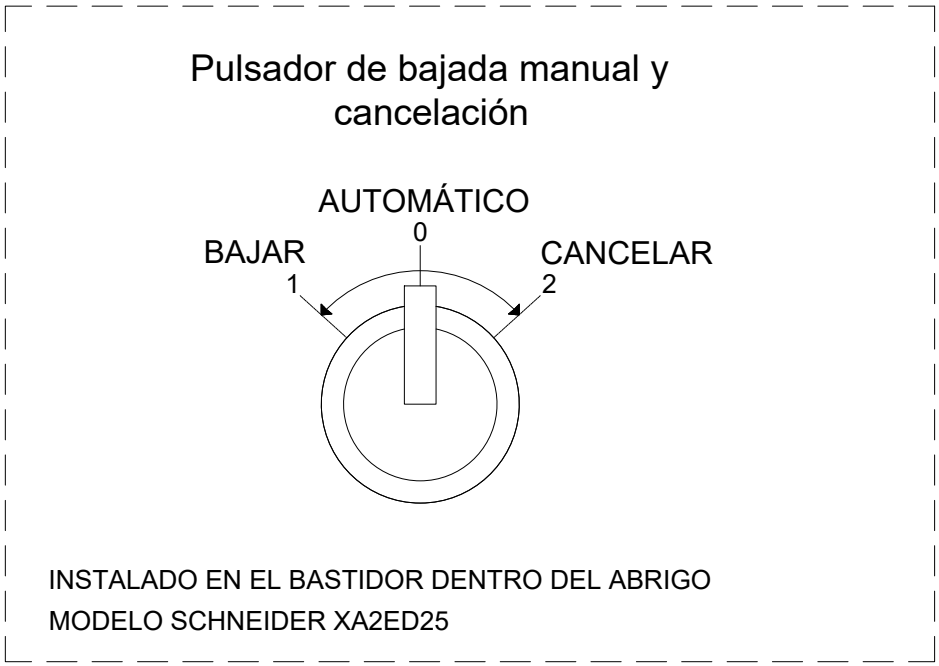 Pulsador de bajada manual y
cancelación
AUTOMÁTICO
0
BAJAR
1
CANCELAR
2
INSTALADO EN EL BASTIDOR DENTRO DEL ABRIGO
MODELO SCHNEIDER XA2ED25